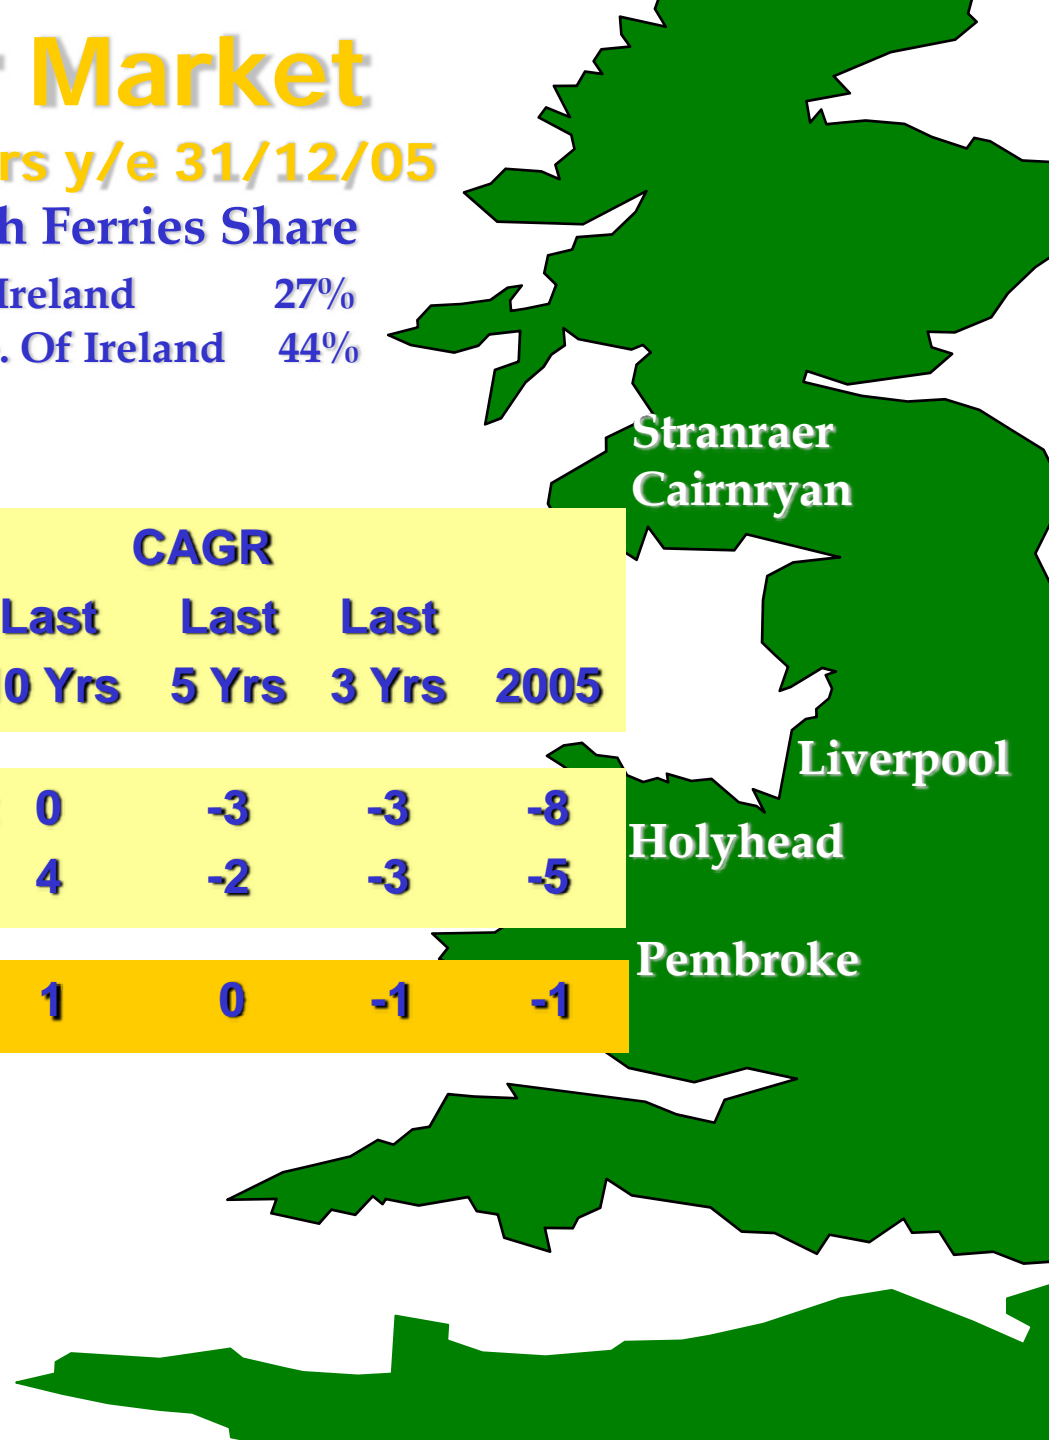 Market
rs y/e 31/12/05
h Ferries Share
Ireland 27%
. Of Ireland 44%
Stranraer
Cairnryan
CAGR
Last Last Last
0 Yrs 5 Yrs 3 Yrs 2005
Liverpool
0 -3 -3 -8
Holyhead
4 -2 -3 -5
Pembroke
1 0 -1 -1